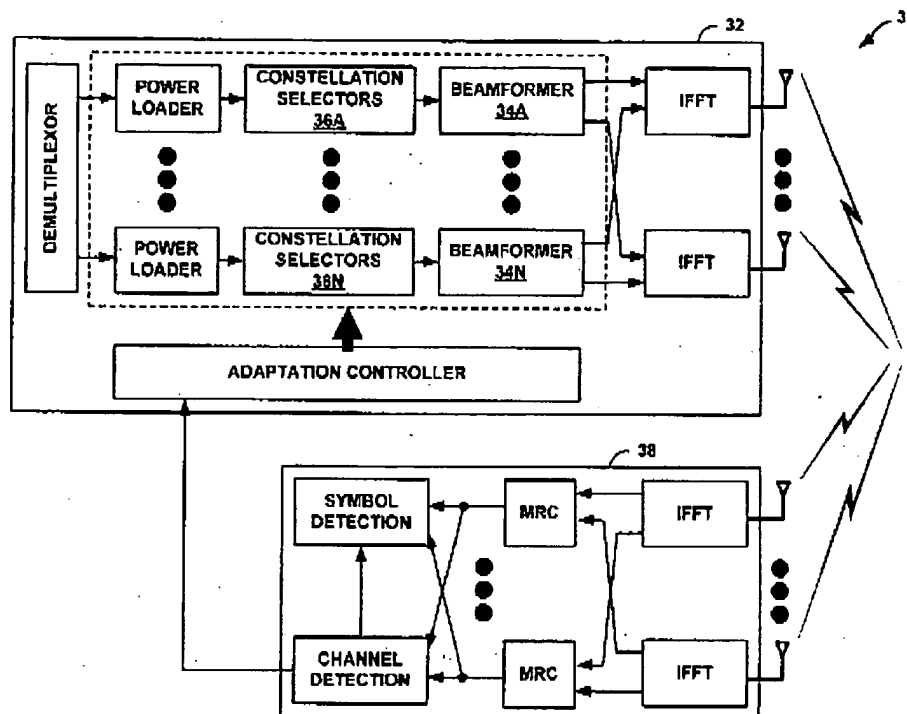 32
3
DEMULTIPLEXOR
POWER
LOADER
CONSTELLATION
SELECTORS
36A
BEAMFORMER
34A
IFFT
POWER
LOADER
CONSTELLATION
SELECTORS
38N
BEAMFORMER
34N
IFFT
ADAPTATION CONTROLLER
38
SYMBOL
DETECTION
MRC
IFFT
CHANNEL
DETECTION
MRC
IFFT